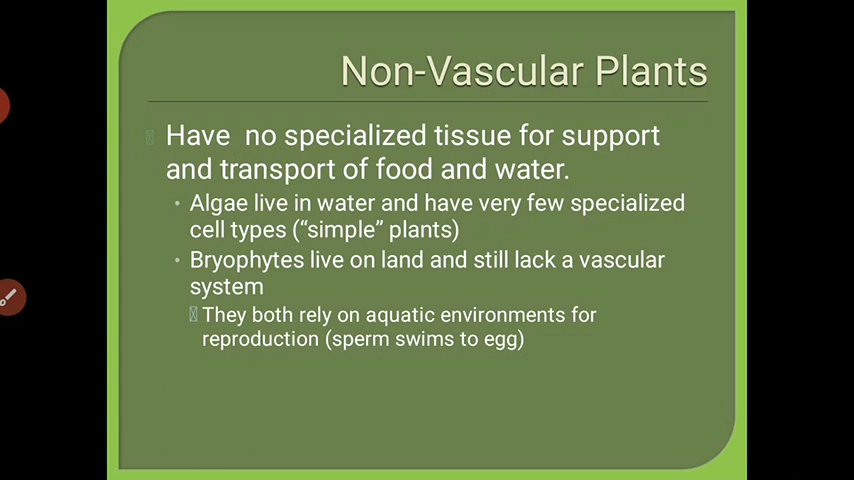 Non-Vascular Plants
Have no specialized tissue for support
and transport of food and water.
• Algae live in water and have very few specialized
cell types (“simple” plants)
• Bryophytes live on land and still lack a vascular
system
They both rely on aquatic environments for
reproduction (sperm swims to egg)